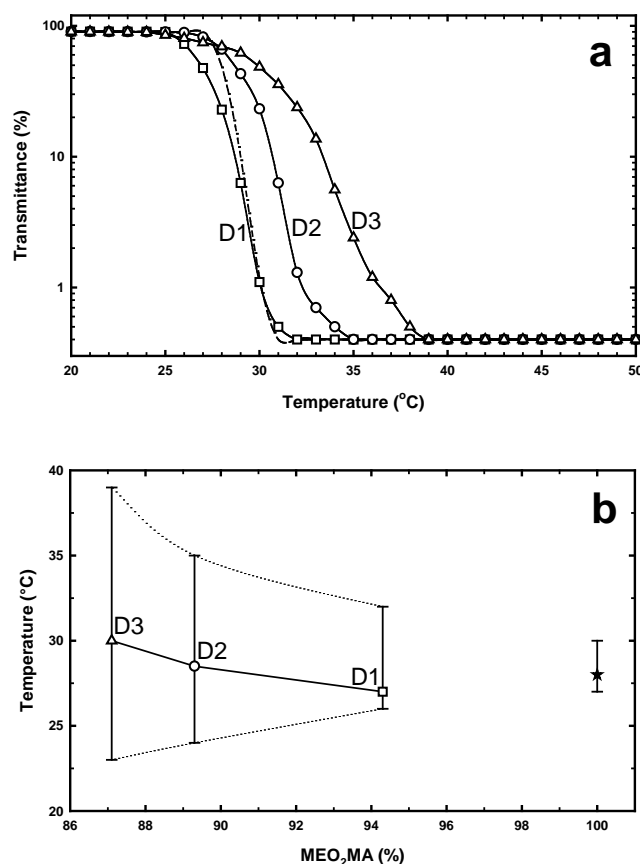 a
100
10
1
Transmittance (%)
D1
D2
D3
20 25 30 35 40 45 50
Temperature (°C)
b
40
35
30
25
20
Temperature (°C)
D3
D2
D1
86 88 90 92 94 96 98 100
MEO₂MA (%)